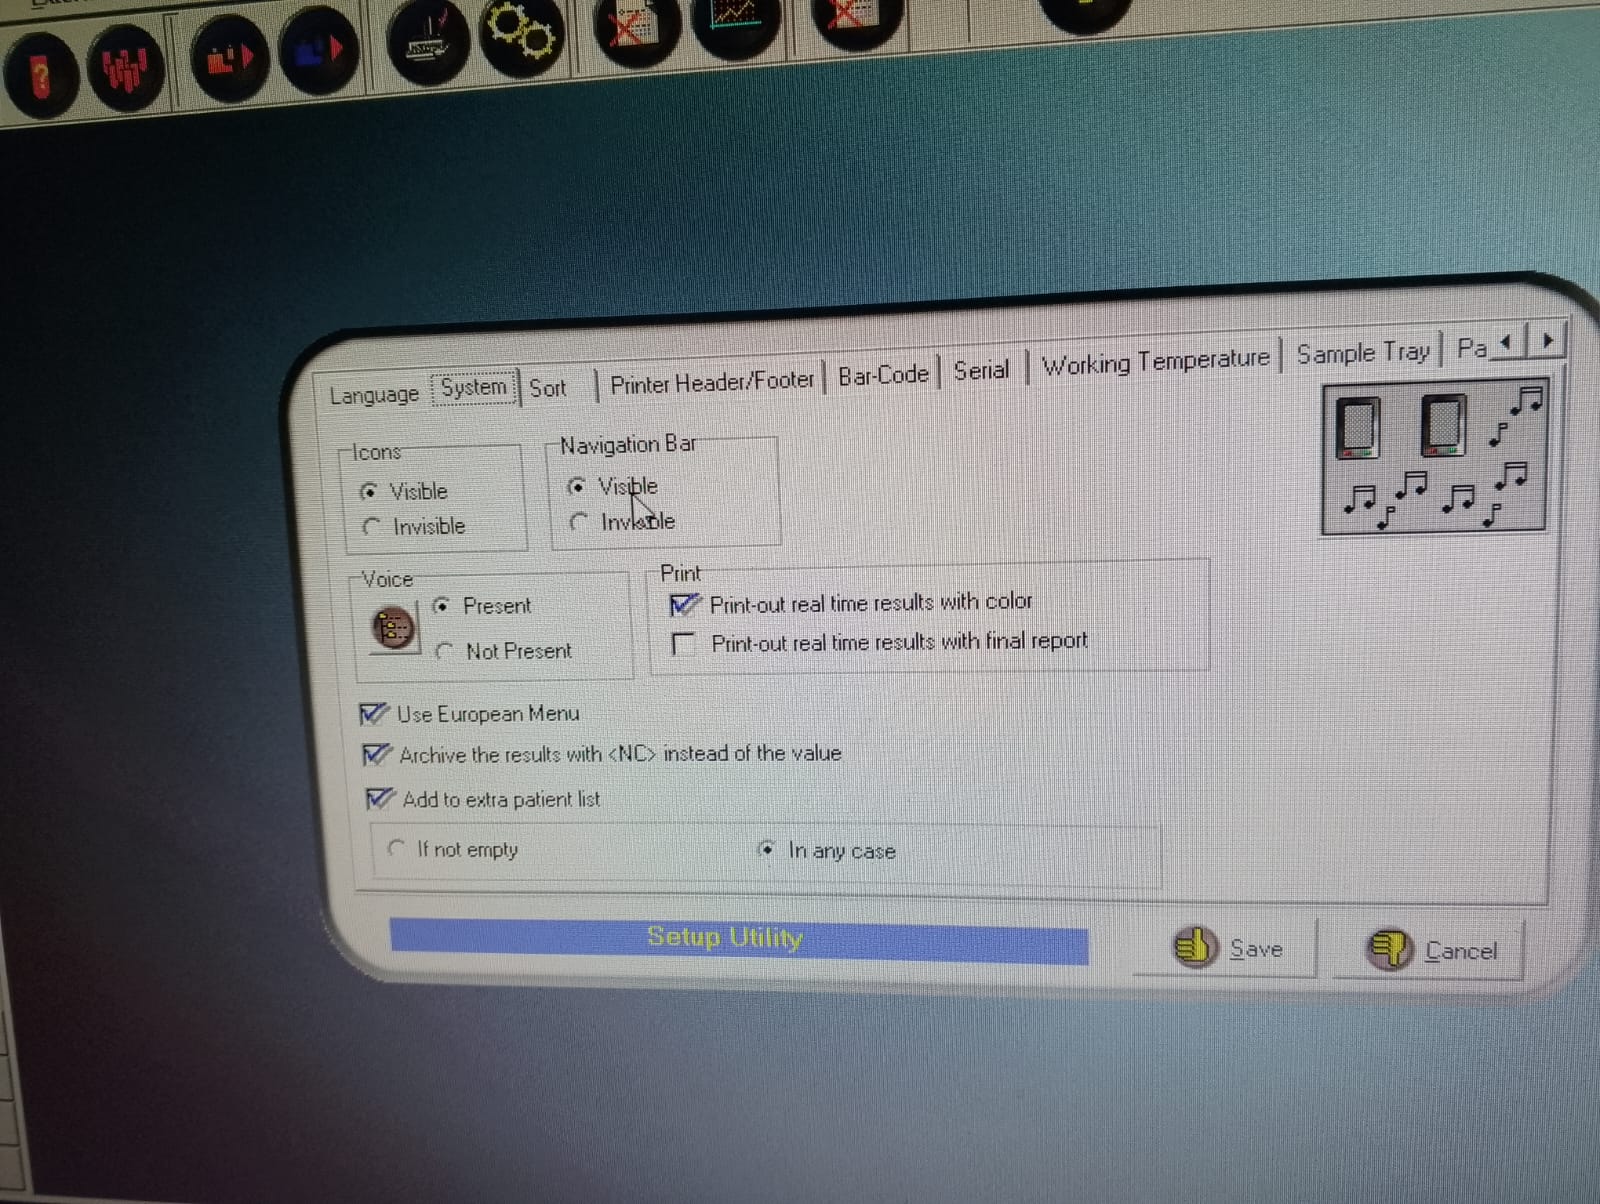 Language System Sort Printer Header/Footer Bar-Code Serial Working Temperature Sample Tray Pa
Icons
Visible
Invisible
Navigation Bar
Visible
Voice
Present
Not Present
Print
Print-out real time results with color
Print-out real time results with final report
Use European Menu
Archive the results with <NC> instead of the value
Add to extra patient list
If not empty In any case
Setup Utility
Save Cancel